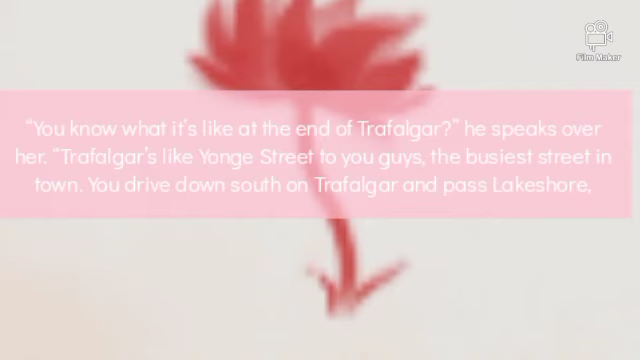 Film Maker
“You know what it's like at the end of Trafalgar?” he speaks over
her. “Trafalgar's like Yonge Street to you guys, the busiest street in
town. You drive down south on Trafalgar and pass Lakeshore,